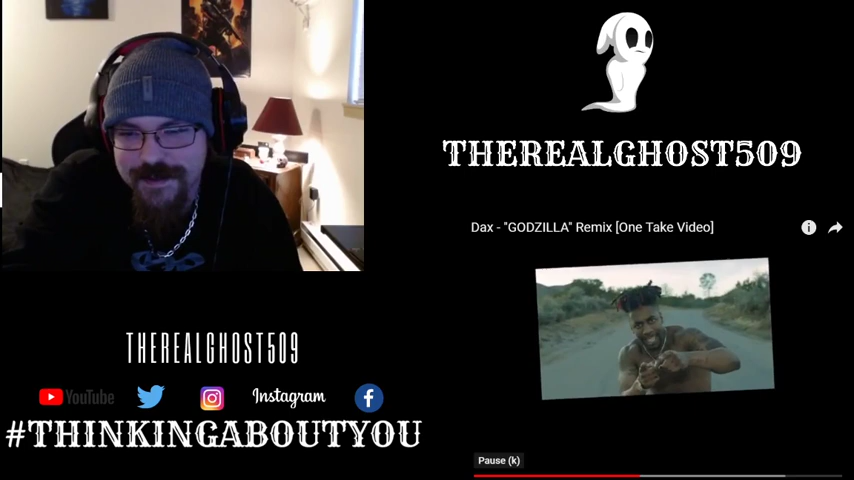 THEREALGHOST509
Dax - "GODZILLA" Remix [One Take Video]
THEREALGHOST509
YouTube
Instagram
#THINKINGABOUTYOU
Pause (k)